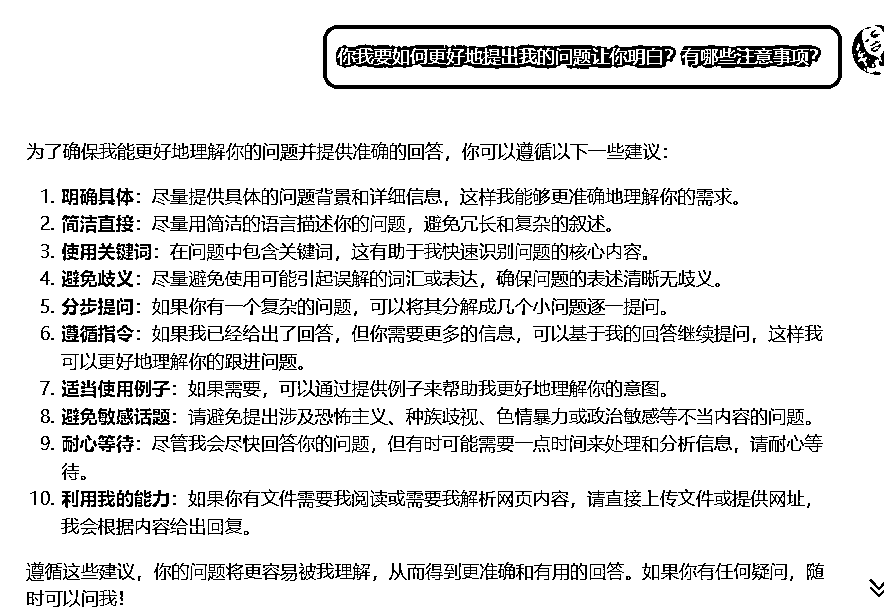 你我要如何更好地提出我的问题让你明白？有哪些注意事项？
为了确保我能更好地理解你的问题并提供准确的回答，你可以遵循以下一些建议：
1. 明确具体：尽量提供具体的问题背景和详细信息，这样我能够更准确地理解你的需求。
2. 简洁直接：尽量用简洁的语言描述你的问题，避免冗长和复杂的叙述。
3. 使用关键词：在问题中包含关键词，这有助于我快速识别问题的核心内容。
4. 避免歧义：尽量避免使用可能引起误解的词汇或表达，确保问题的表述清晰无歧义。
5. 分步提问：如果你有一个复杂的问题，可以将其分解成几个小问题逐一提问。
6. 遵循指令：如果我已经给出了回答，但你需要更多的信息，可以基于我的回答继续提问，这样我
可以更好地理解你的跟进问题。
7. 适当使用例子：如果需要，可以通过提供例子来帮助我更好地理解你的意图。
8. 避免敏感话题：请避免提出涉及恐怖主义、种族歧视、色情暴力或政治敏感等不当内容的问题。
9. 耐心等待：尽管我会尽快回答你的问题，但有时可能需要一点时间来处理和分析信息，请耐心等
待。
10. 利用我的能力：如果你有文件需要我阅读或需要我解析网页内容，请直接上传文件或提供网址，
我会根据内容给出回复。
遵循这些建议，你的问题将更容易被我理解，从而得到更准确和有用的回答。如果你有任何疑问，随
时可以问我！